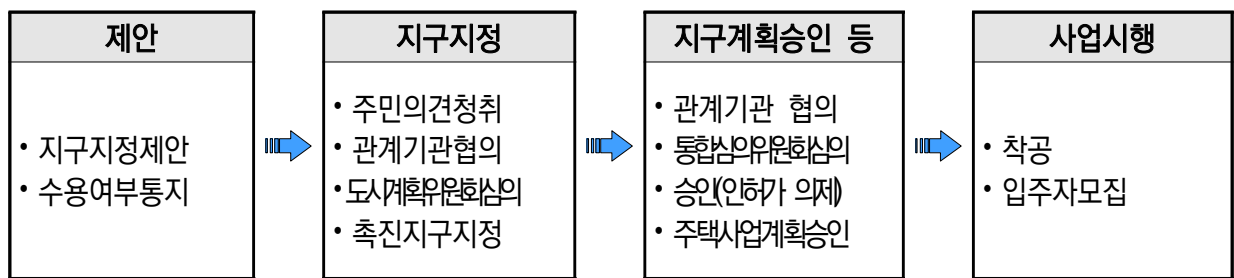 제안
• 지구지정제안
• 수용여부통지
지구지정
• 주민의견청취
• 관계기관협의
• 도시계획위원회심의
• 촉진지구지정
지구계획승인 등
• 관계기관 협의
• 통합심의위원회심의
• 승인(인허가 의제)
• 주택사업계획승인
사업시행
• 착공
• 입주자모집